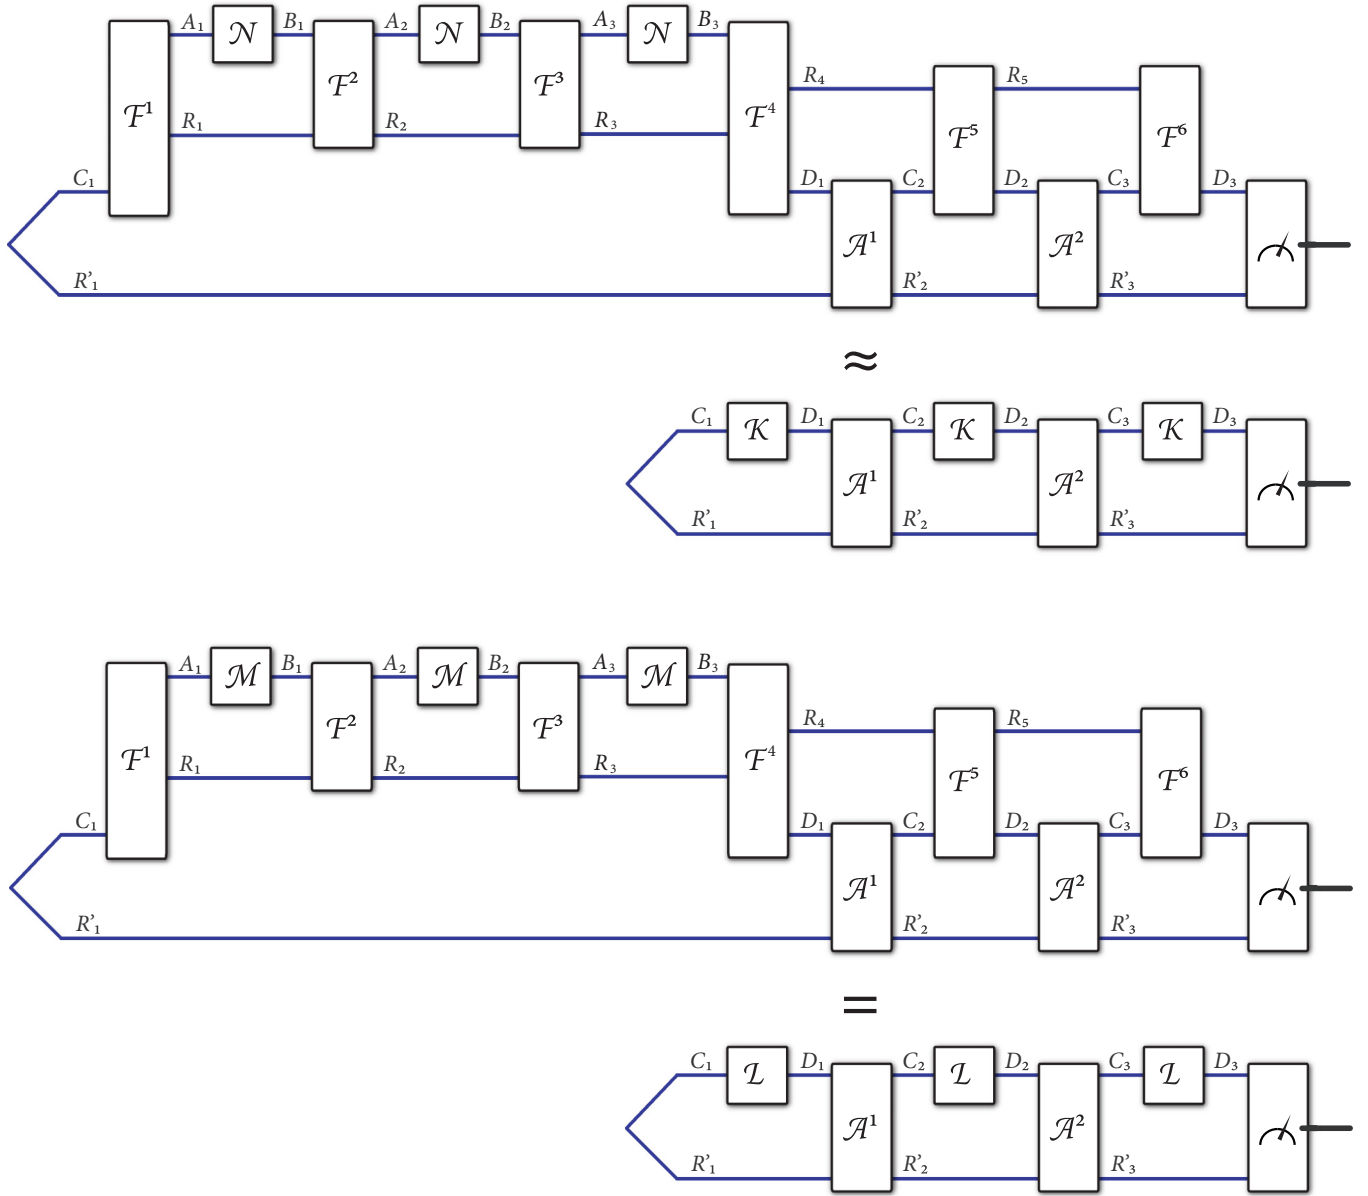 A₁ 𝒩 B₁ A₂ 𝒩 B₂ A₃ 𝒩 B₃
R₄ R₅
ℱ¹ ℱ² ℱ³ ℱ⁴ ℱ⁵ ℱ⁶
R₁ R₂ R₃
C₁ D₁ C₂ D₂ C₃ D₃
𝒜¹ 𝒜²
R'₁ R'₂ R'₃
≈
C₁ 𝒦 D₁ C₂ 𝒦 D₂ C₃ 𝒦 D₃
𝒜¹ 𝒜²
R'₁ R'₂ R'₃
A₁ ℳ B₁ A₂ ℳ B₂ A₃ ℳ B₃
R₄ R₅
ℱ¹ ℱ² ℱ³ ℱ⁴ ℱ⁵ ℱ⁶
R₁ R₂ R₃
C₁ D₁ C₂ D₂ C₃ D₃
𝒜¹ 𝒜²
R'₁ R'₂ R'₃
=
C₁ ℒ D₁ C₂ ℒ D₂ C₃ ℒ D₃
𝒜¹ 𝒜²
R'₁ R'₂ R'₃